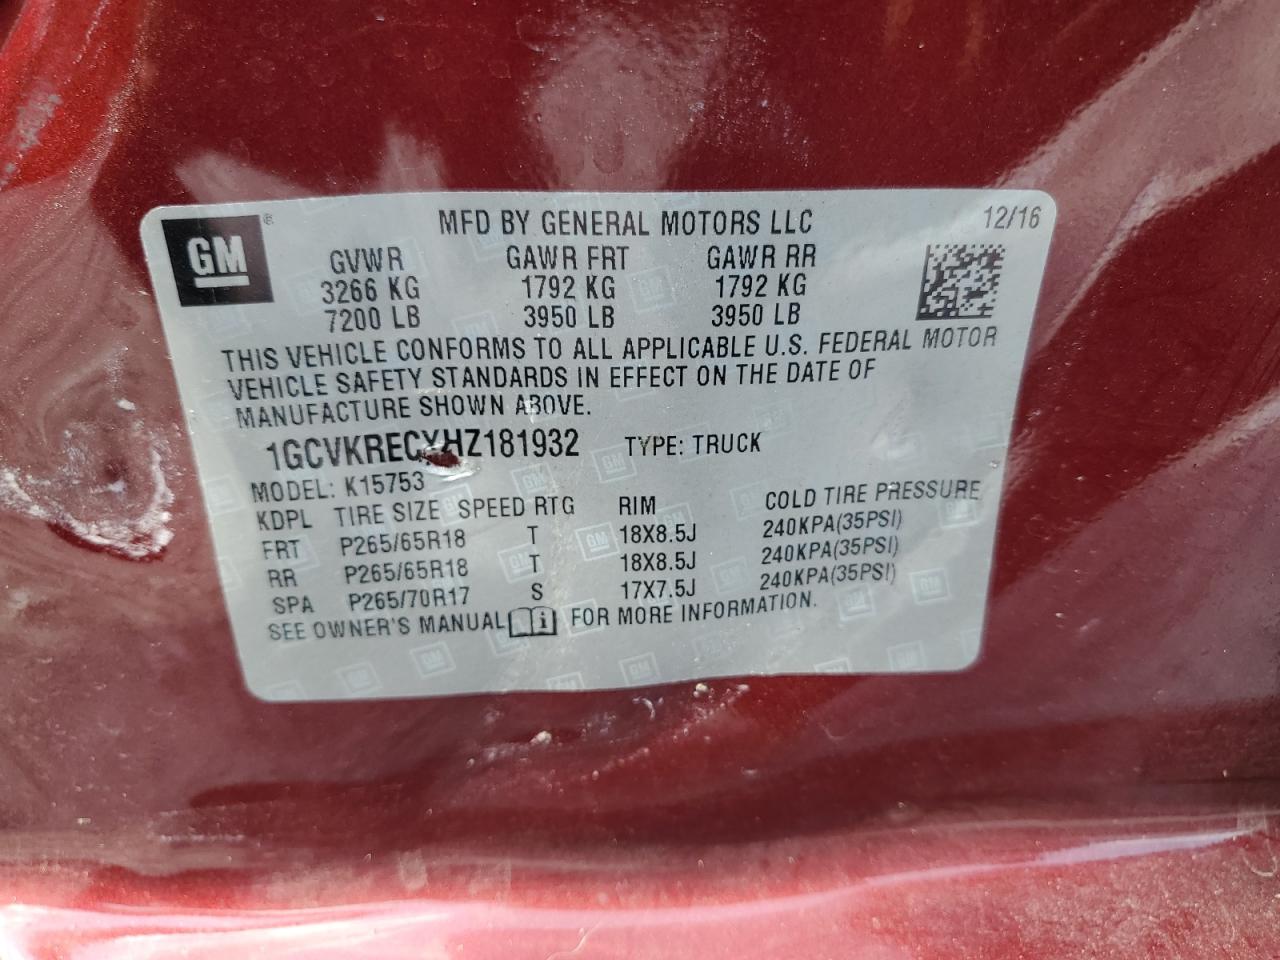 GM ®
MFD BY GENERAL MOTORS LLC 12/16
GVWR GAWR FRT GAWR RR
3266 KG 1792 KG 1792 KG
7200 LB 3950 LB 3950 LB
THIS VEHICLE CONFORMS TO ALL APPLICABLE U.S. FEDERAL MOTOR
VEHICLE SAFETY STANDARDS IN EFFECT ON THE DATE OF
MANUFACTURE SHOWN ABOVE.
1GCVKRECXHZ181932 TYPE: TRUCK
MODEL: K15753
KDPL TIRE SIZE SPEED RTG RIM COLD TIRE PRESSURE
FRT P265/65R18 T 18X8.5J 240KPA(35PSI)
RR P265/65R18 T 18X8.5J 240KPA(35PSI)
SPA P265/70R17 S 17X7.5J 240KPA(35PSI)
SEE OWNER'S MANUAL i FOR MORE INFORMATION.